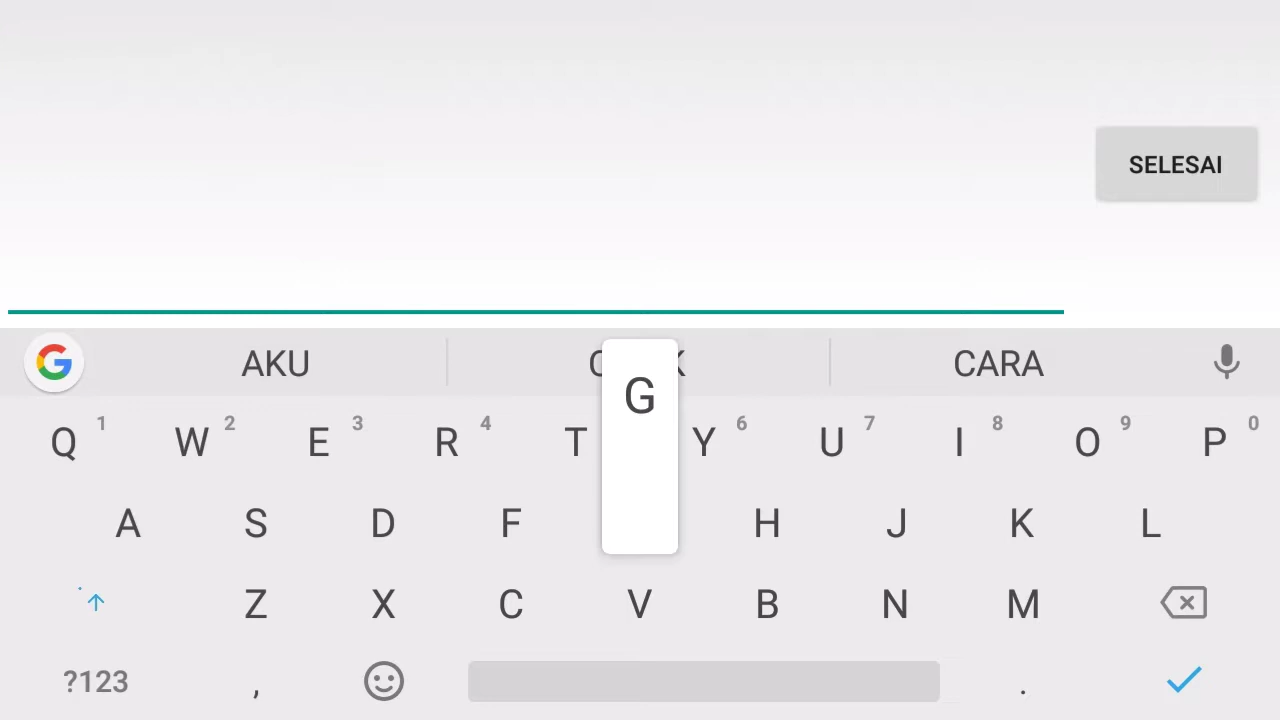 SELESAI
AKU CARA
Q 1 W 2 E 3 R 4 T Y 6 U 7 I 8 O 9 P 0
G
A S D F H J K L
Z X C V B N M
?123 , .